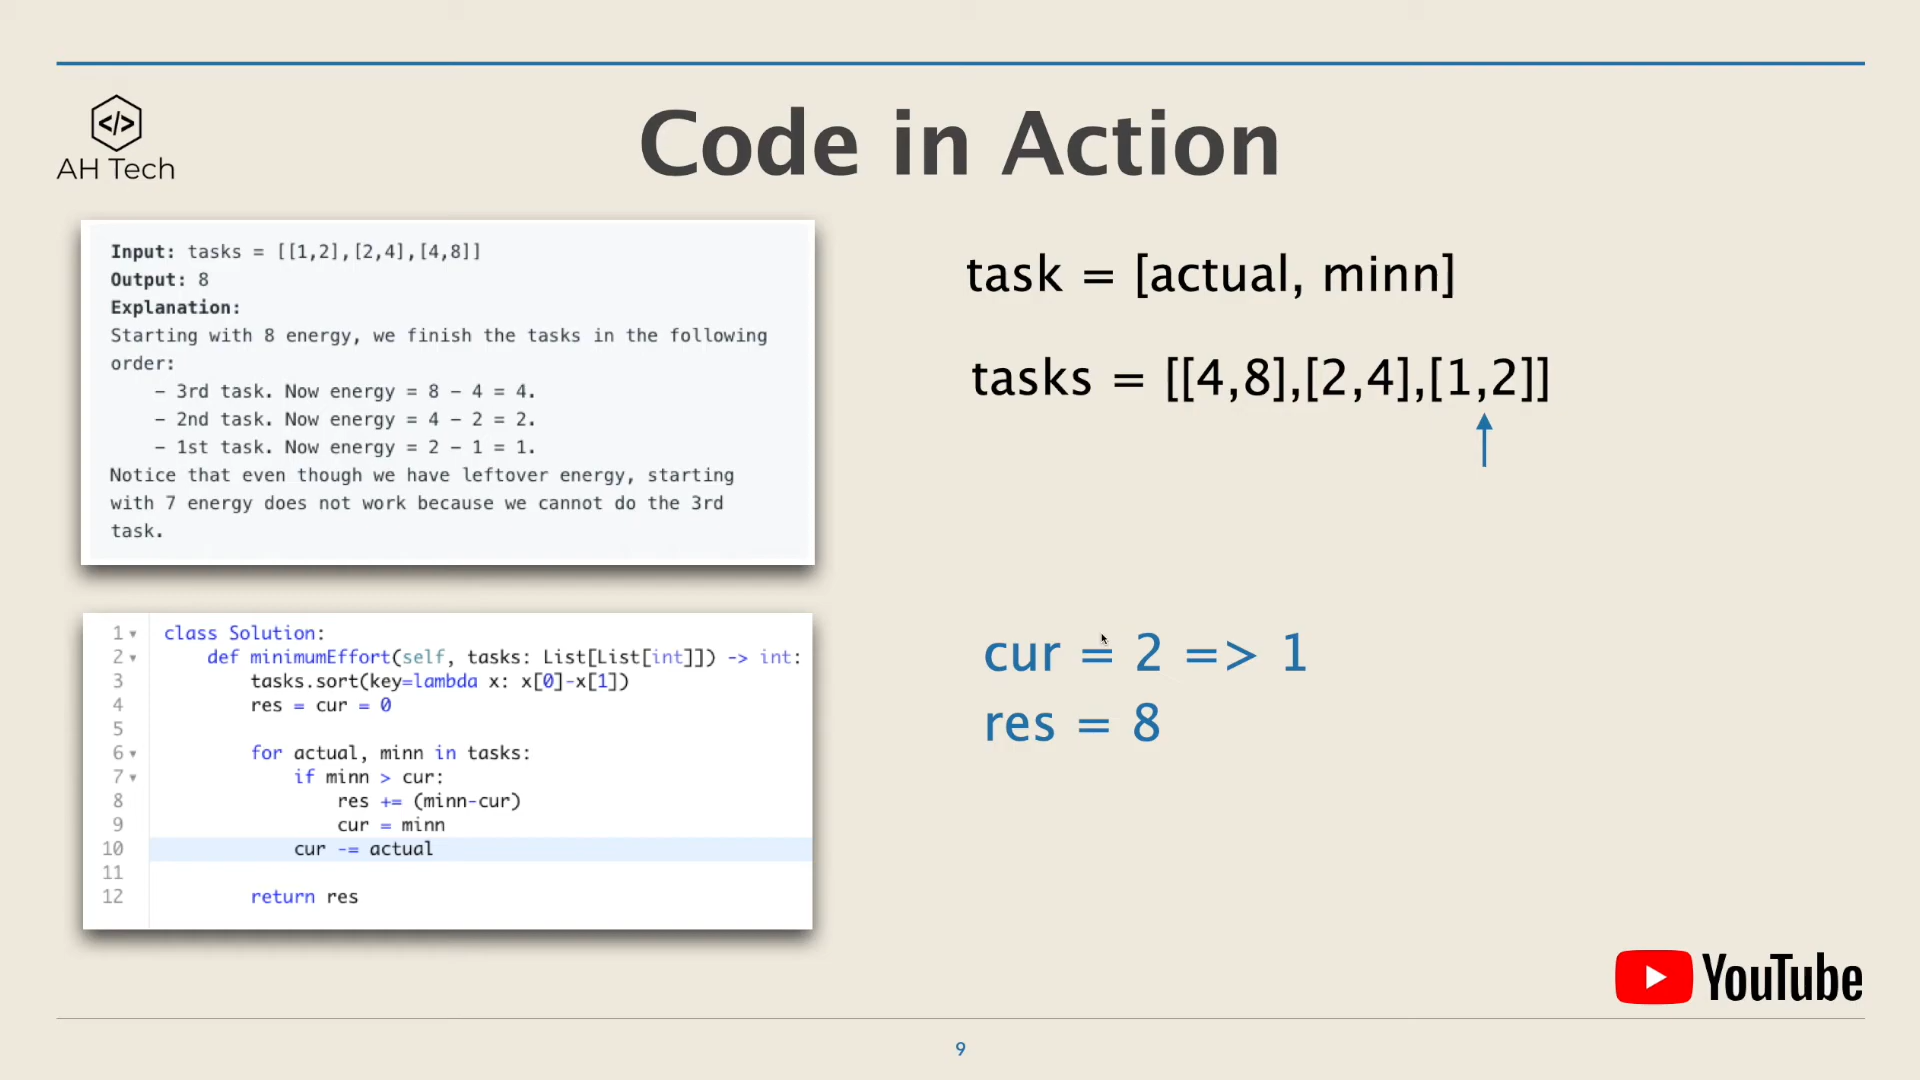 </> 
AH Tech
Code in Action
Input: tasks = [[1,2],[2,4],[4,8]]
Output: 8
Explanation:
Starting with 8 energy, we finish the tasks in the following
order:
- 3rd task. Now energy = 8 - 4 = 4.
- 2nd task. Now energy = 4 - 2 = 2.
- 1st task. Now energy = 2 - 1 = 1.
Notice that even though we have leftover energy, starting
with 7 energy does not work because we cannot do the 3rd
task.
task = [actual, minn]
tasks = [[4,8],[2,4],[1,2]]
1 class Solution:
2 def minimumEffort(self, tasks: List[List[int]]) -> int:
3 tasks.sort(key=lambda x: x[0]-x[1])
4 res = cur = 0
5
6 for actual, minn in tasks:
7 if minn > cur:
8 res += (minn-cur)
9 cur = minn
10 cur -= actual
11
12 return res
cur = 2 => 1
res = 8
YouTube
9